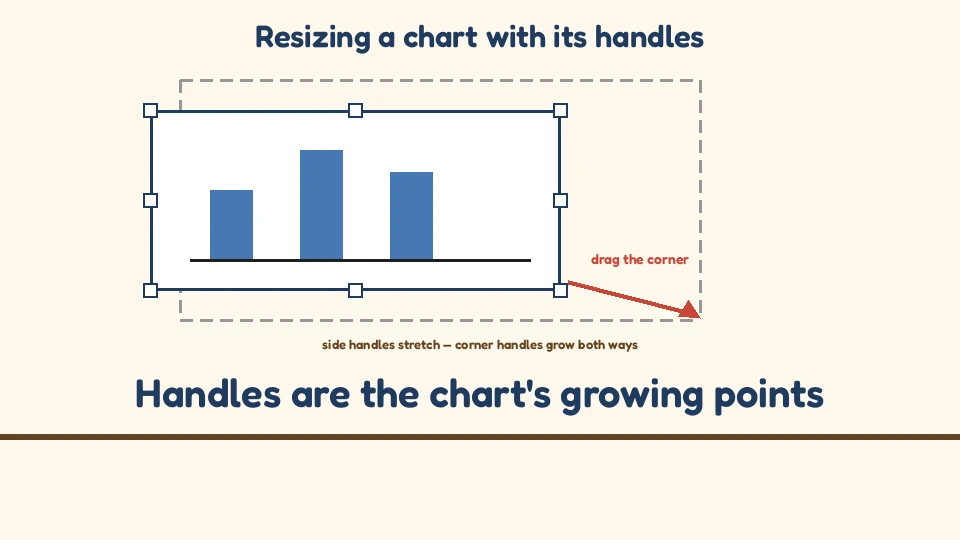 Resizing a chart with its handles
drag the corner
side handles stretch — corner handles grow both ways
Handles are the chart's growing points